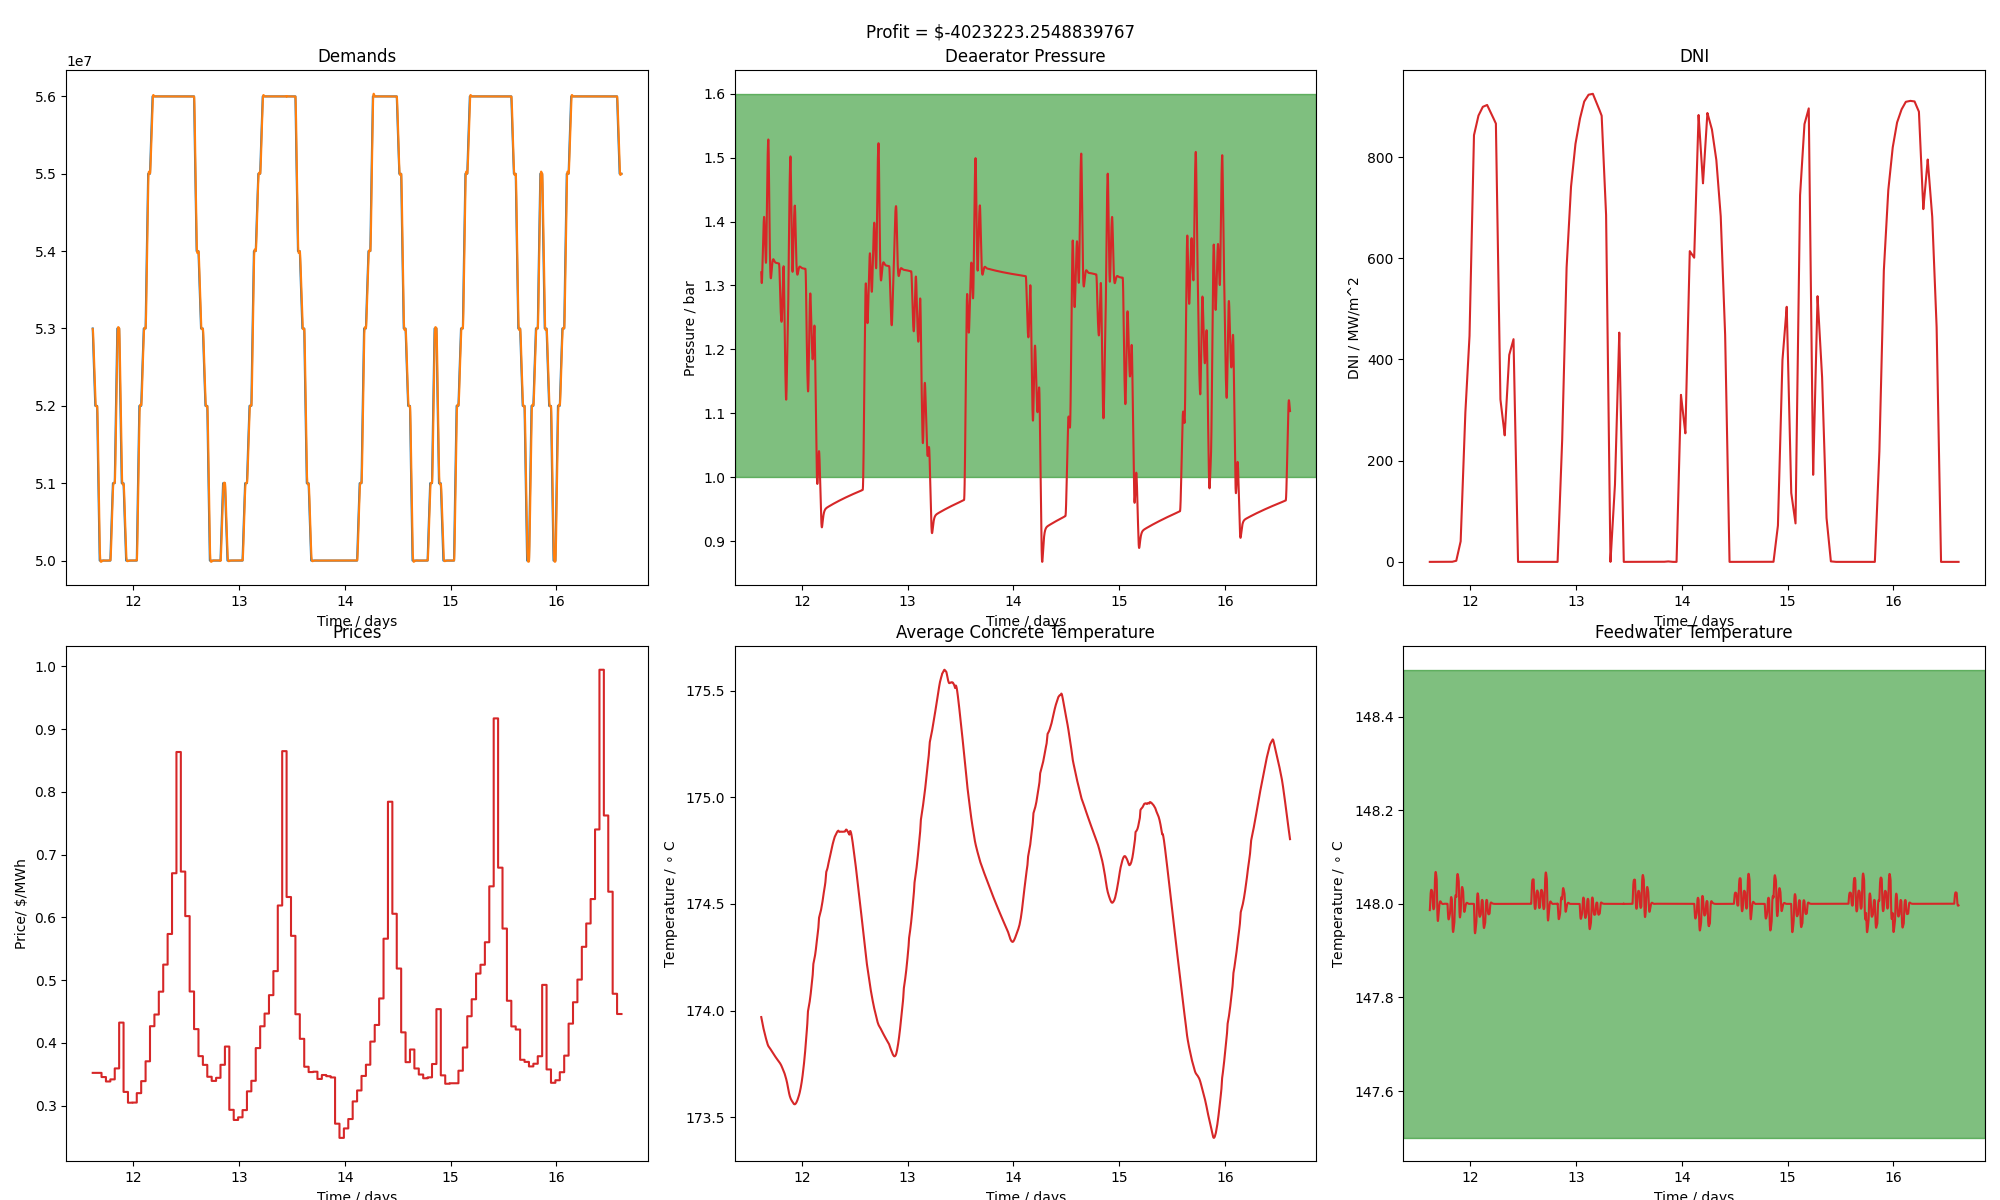 Profit = $-4023223.2548839767
Demands
1e7
5.6
5.5
5.4
5.3
5.2
5.1
5.0
12 13 14 15 16
Time / days
Deaerator Pressure
Pressure / bar
1.6
1.5
1.4
1.3
1.2
1.1
1.0
0.9
12 13 14 15 16
Time / days
DNI
DNI / MW/m^2
800
600
400
200
0
12 13 14 15 16
Time / days
Prices
Price/ $/MWh
1.0
0.9
0.8
0.7
0.6
0.5
0.4
0.3
12 13 14 15 16
Time / days
Average Concrete Temperature
Temperature / ∘ C
175.5
175.0
174.5
174.0
173.5
12 13 14 15 16
Time / days
Feedwater Temperature
Temperature / ∘ C
148.4
148.2
148.0
147.8
147.6
12 13 14 15 16
Time / days